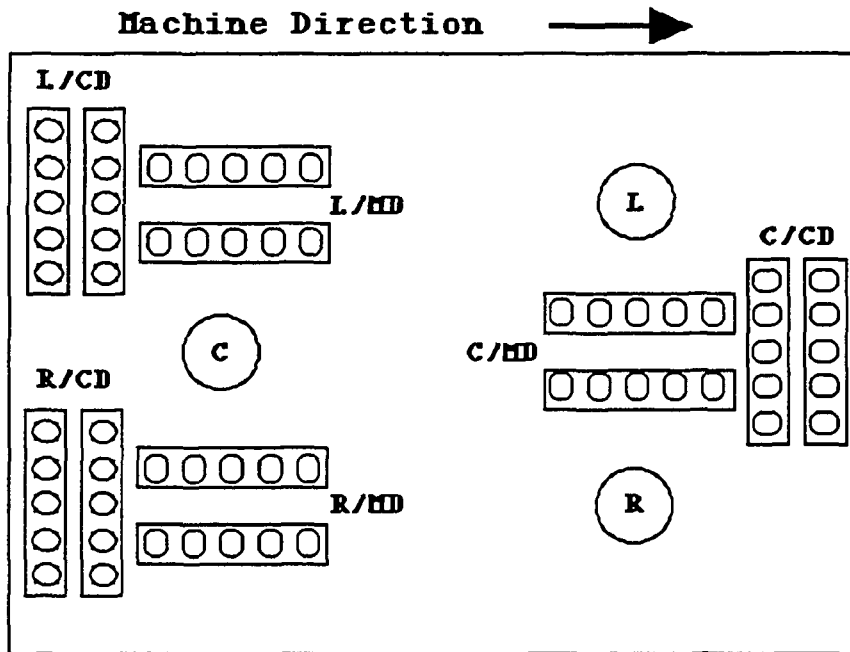 Machine Direction
L/CD
L/MD
L
C/CD
C
C/MD
R/CD
R/MD
R